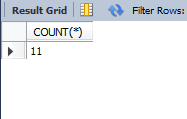 Result Grid Filter Rows:
COUNT(*)
11